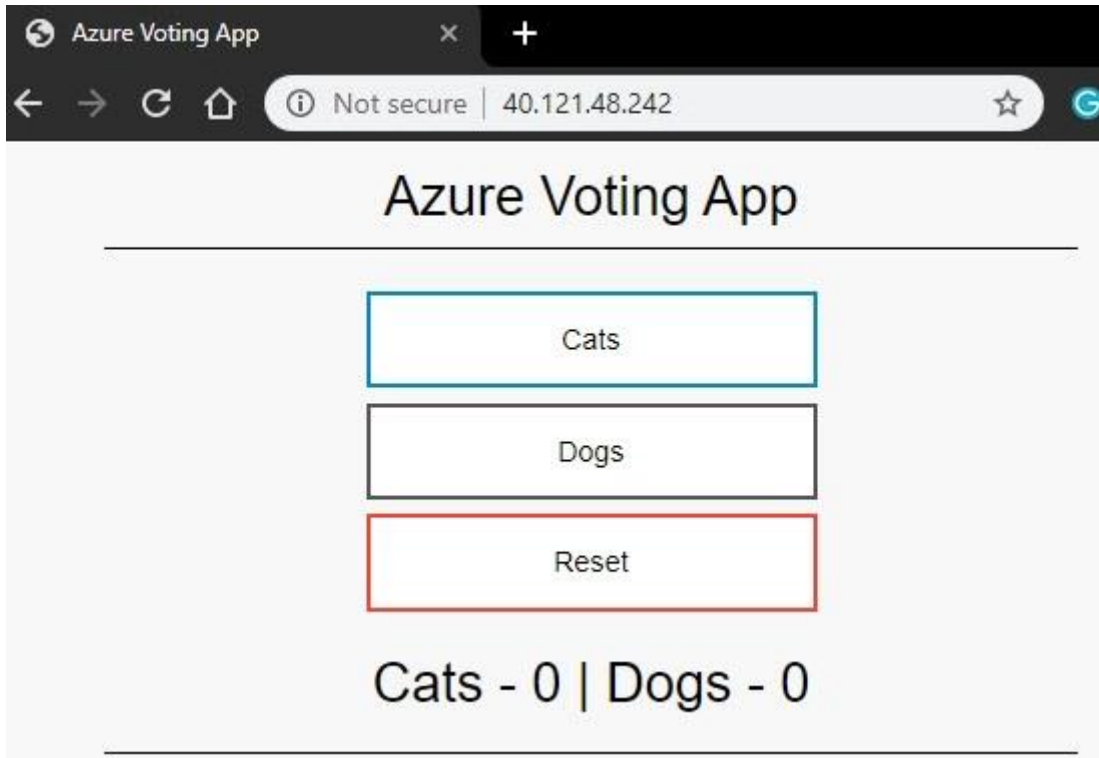 Azure Voting App
Not secure | 40.121.48.242
Azure Voting App
Cats
Dogs
Reset
Cats - 0 | Dogs - 0